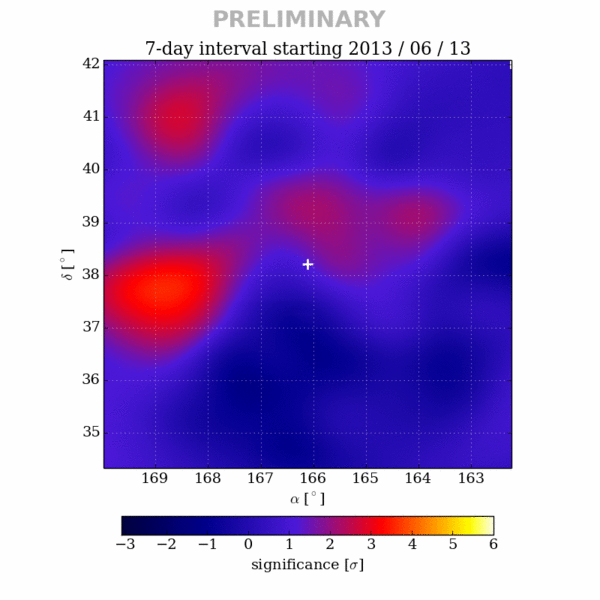 PRELIMINARY
7-day interval starting 2013 / 06 / 13
42
41
40
39
38
37
36
35
δ [°]
169 168 167 166 165 164 163
α [°]
−3 −2 −1 0 1 2 3 4 5 6
significance [σ]